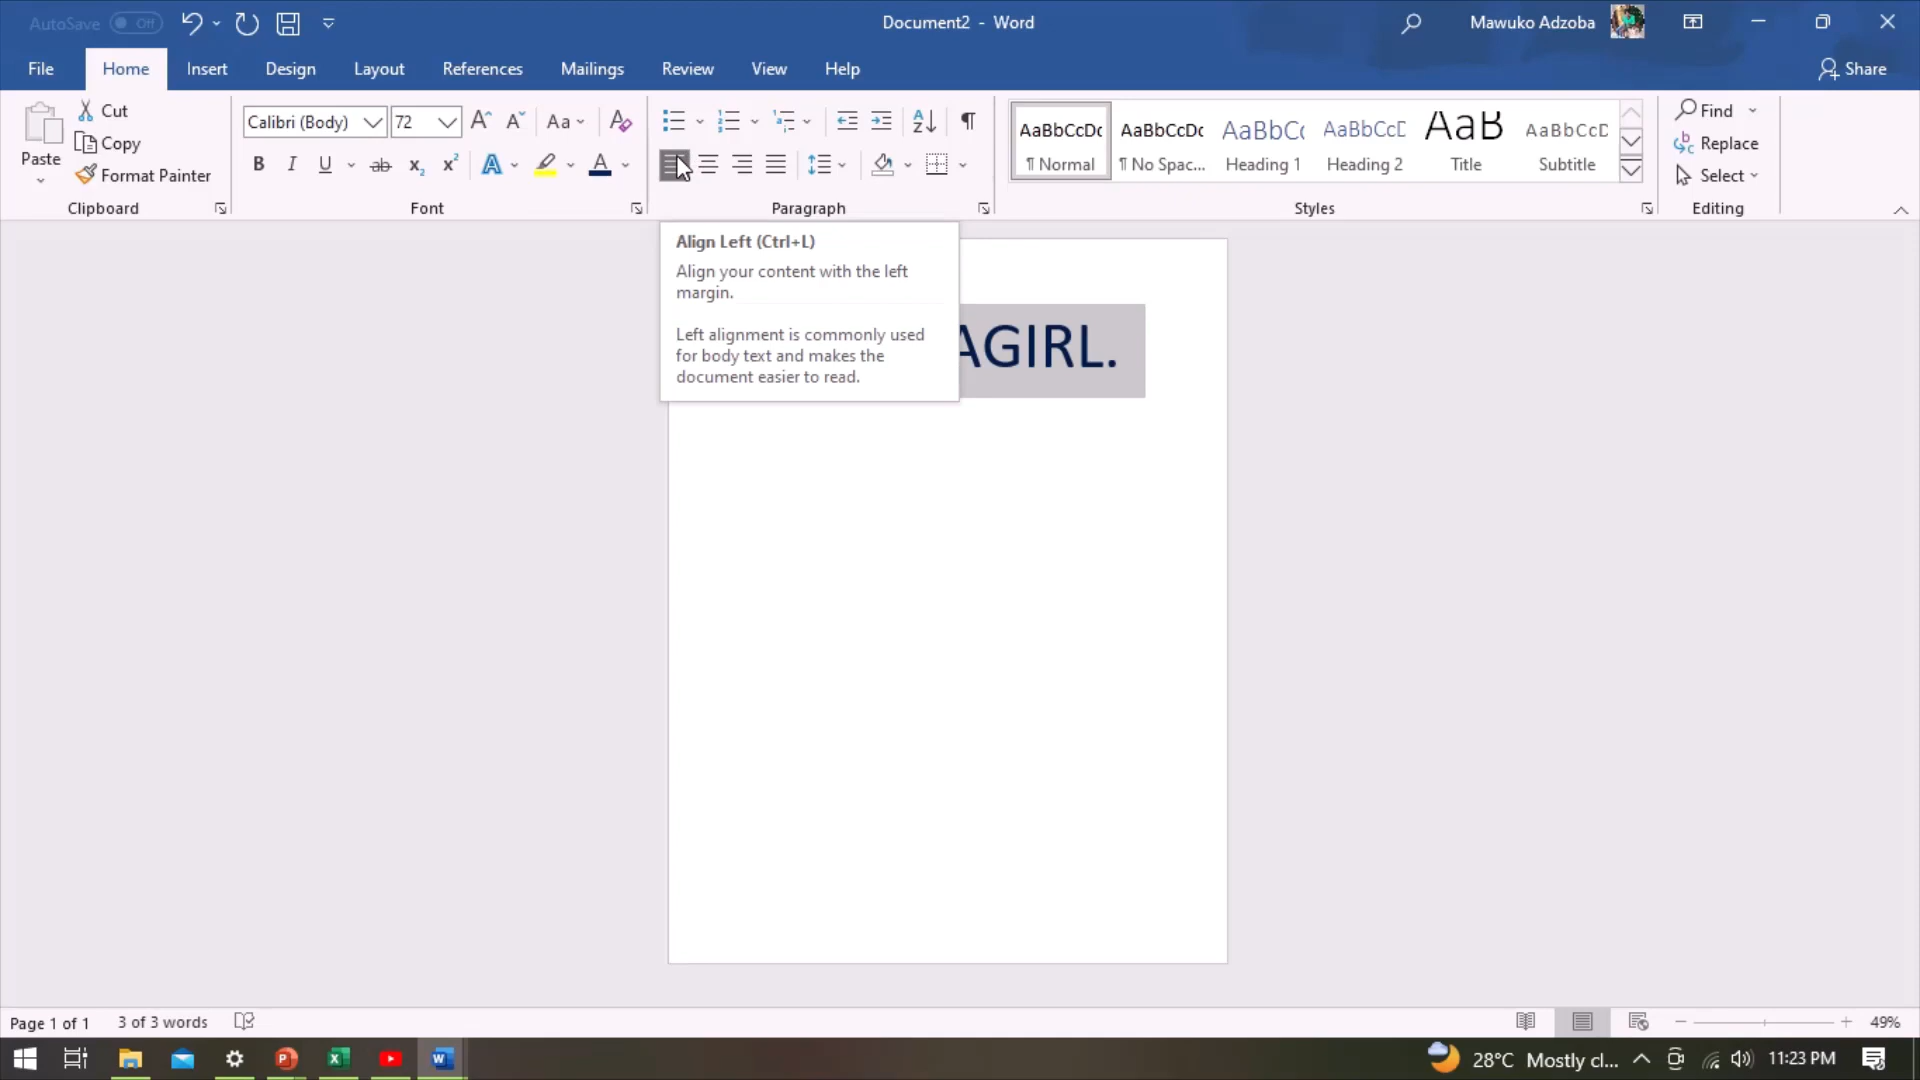 AutoSave Off
Document2 - Word
Mawuko Adzoba
File Home Insert Design Layout References Mailings Review View Help
Share
Paste
Cut
Copy
Format Painter
Clipboard
Calibri (Body) 72
Aa
B I U ab x₂ x² A A
Font
Paragraph
AaBbCcDc
¶ Normal
AaBbCcDc
¶ No Spac...
AaBbCc
Heading 1
AaBbCcD
Heading 2
AaB
Title
AaBbCcD
Subtitle
Styles
Find
Replace
Select
Editing
Align Left (Ctrl+L)
Align your content with the left
margin.
Left alignment is commonly used
for body text and makes the
document easier to read.
AGIRL.
Page 1 of 1
3 of 3 words
49%
28°C Mostly cl...
11:23 PM